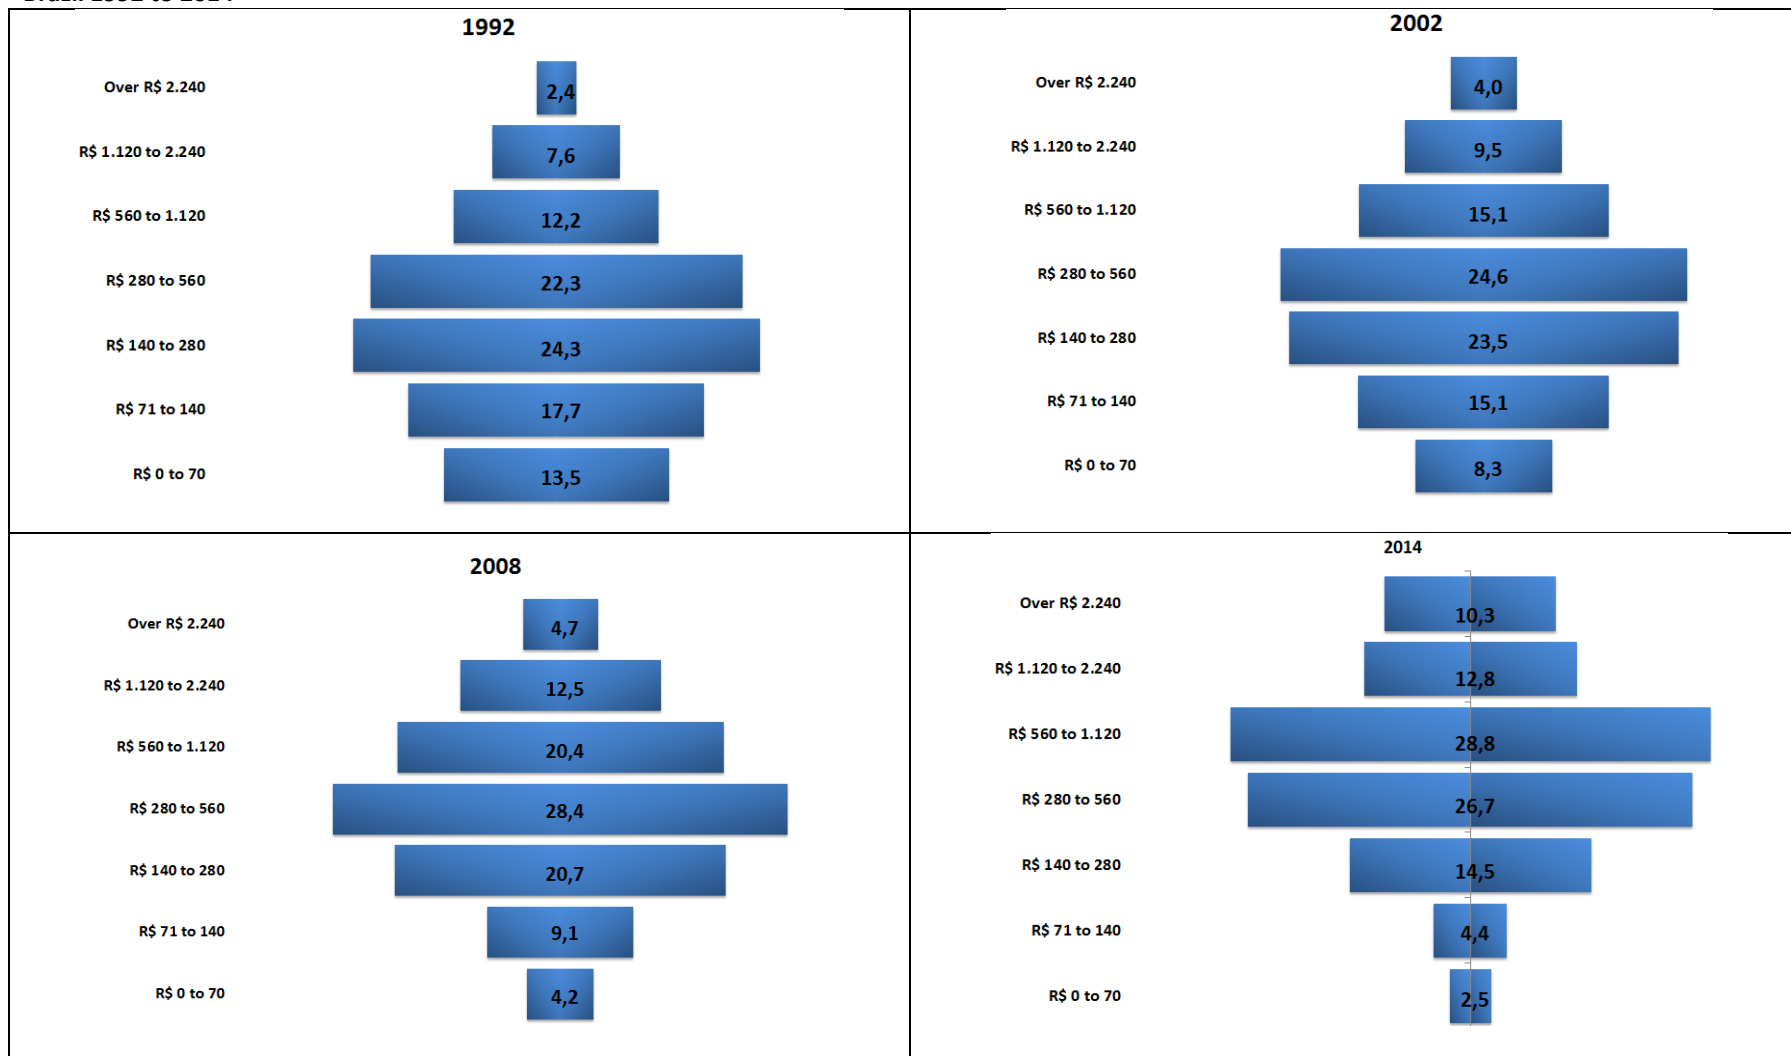 1992
Over R$ 2.240
2,4
R$ 1.120 to 2.240
7,6
R$ 560 to 1.120
12,2
R$ 280 to 560
22,3
R$ 140 to 280
24,3
R$ 71 to 140
17,7
R$ 0 to 70
13,5
2002
Over R$ 2.240
4,0
R$ 1.120 to 2.240
9,5
R$ 560 to 1.120
15,1
R$ 280 to 560
24,6
R$ 140 to 280
23,5
R$ 71 to 140
15,1
R$ 0 to 70
8,3
2008
Over R$ 2.240
4,7
R$ 1.120 to 2.240
12,5
R$ 560 to 1.120
20,4
R$ 280 to 560
28,4
R$ 140 to 280
20,7
R$ 71 to 140
9,1
R$ 0 to 70
4,2
2014
Over R$ 2.240
10,3
R$ 1.120 to 2.240
12,8
R$ 560 to 1.120
28,8
R$ 280 to 560
26,7
R$ 140 to 280
14,5
R$ 71 to 140
4,4
R$ 0 to 70
2,5